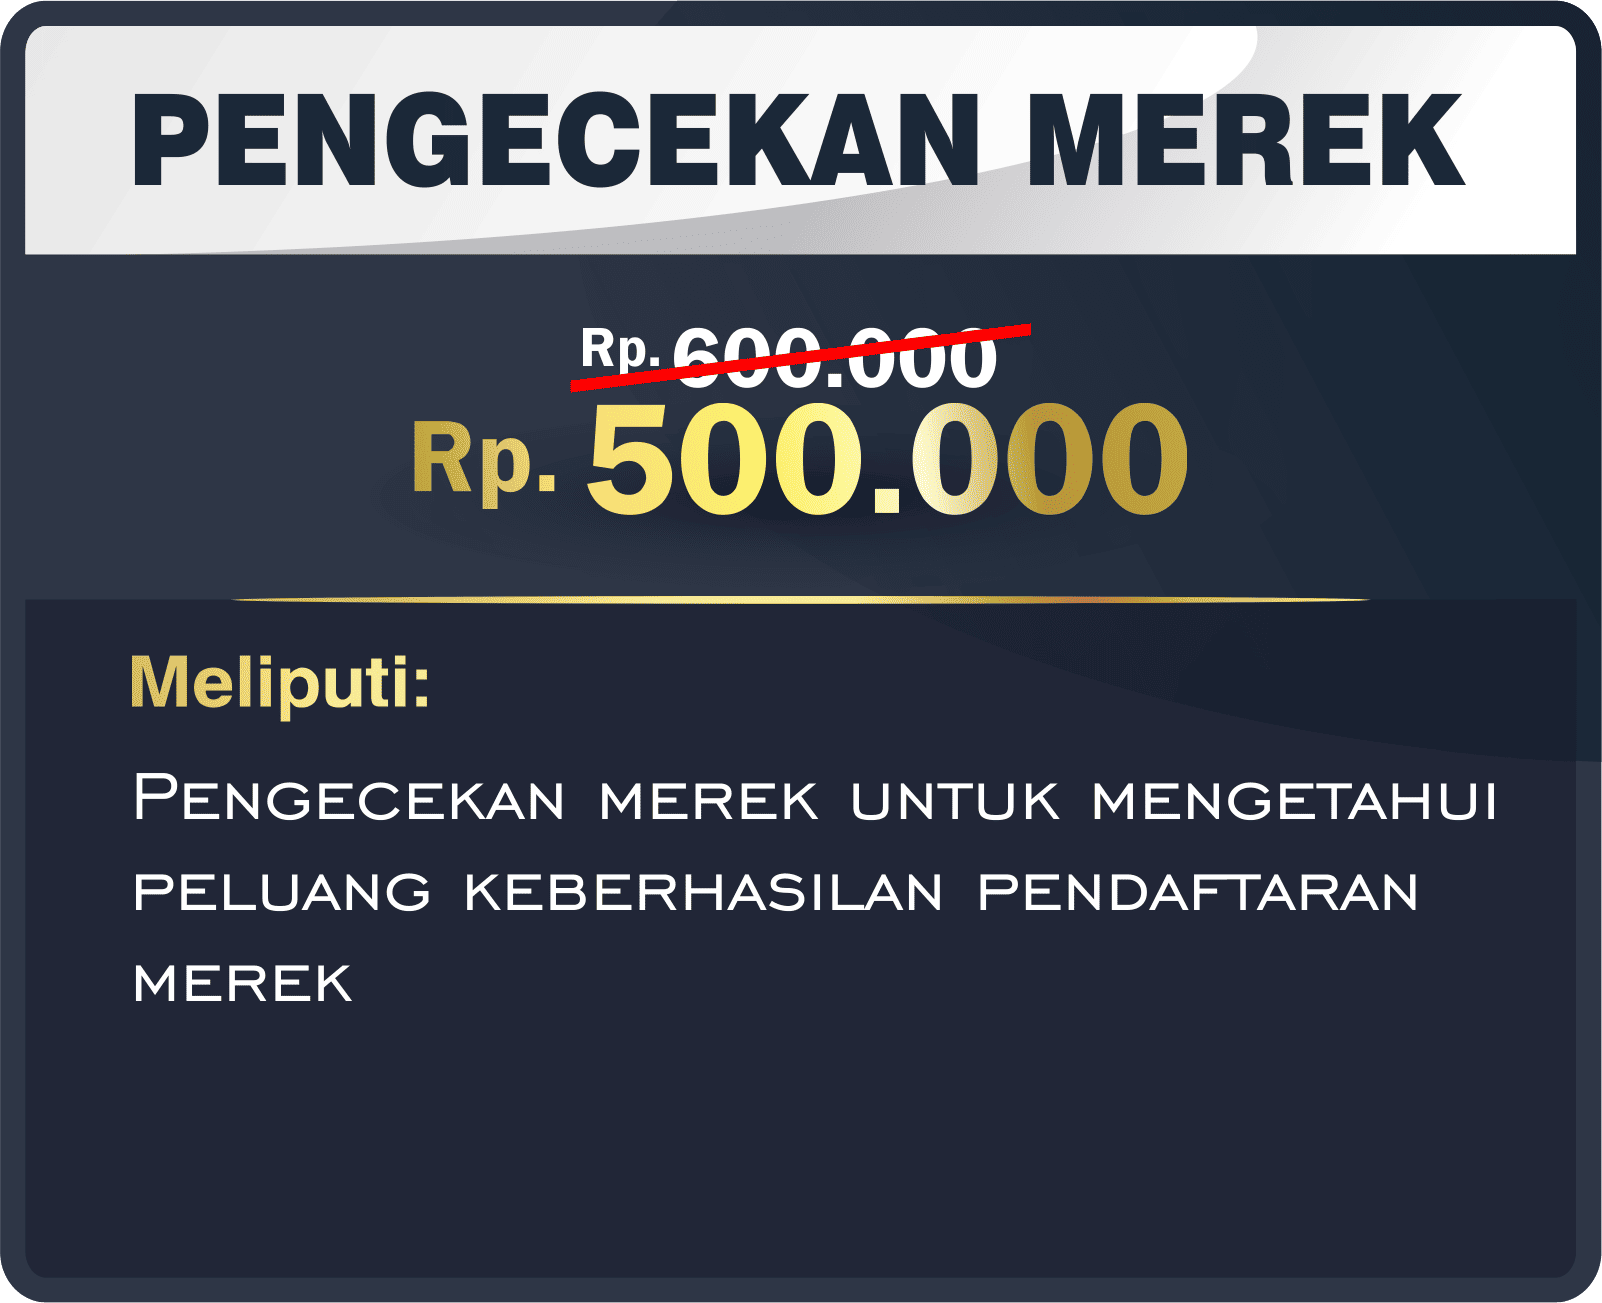 PENGECEKAN MEREK
Rp. 600.000
Rp. 500.000
Meliputi:
PENGECEKAN MEREK UNTUK MENGETAHUI
PELUANG KEBERHASILAN PENDAFTARAN
MEREK